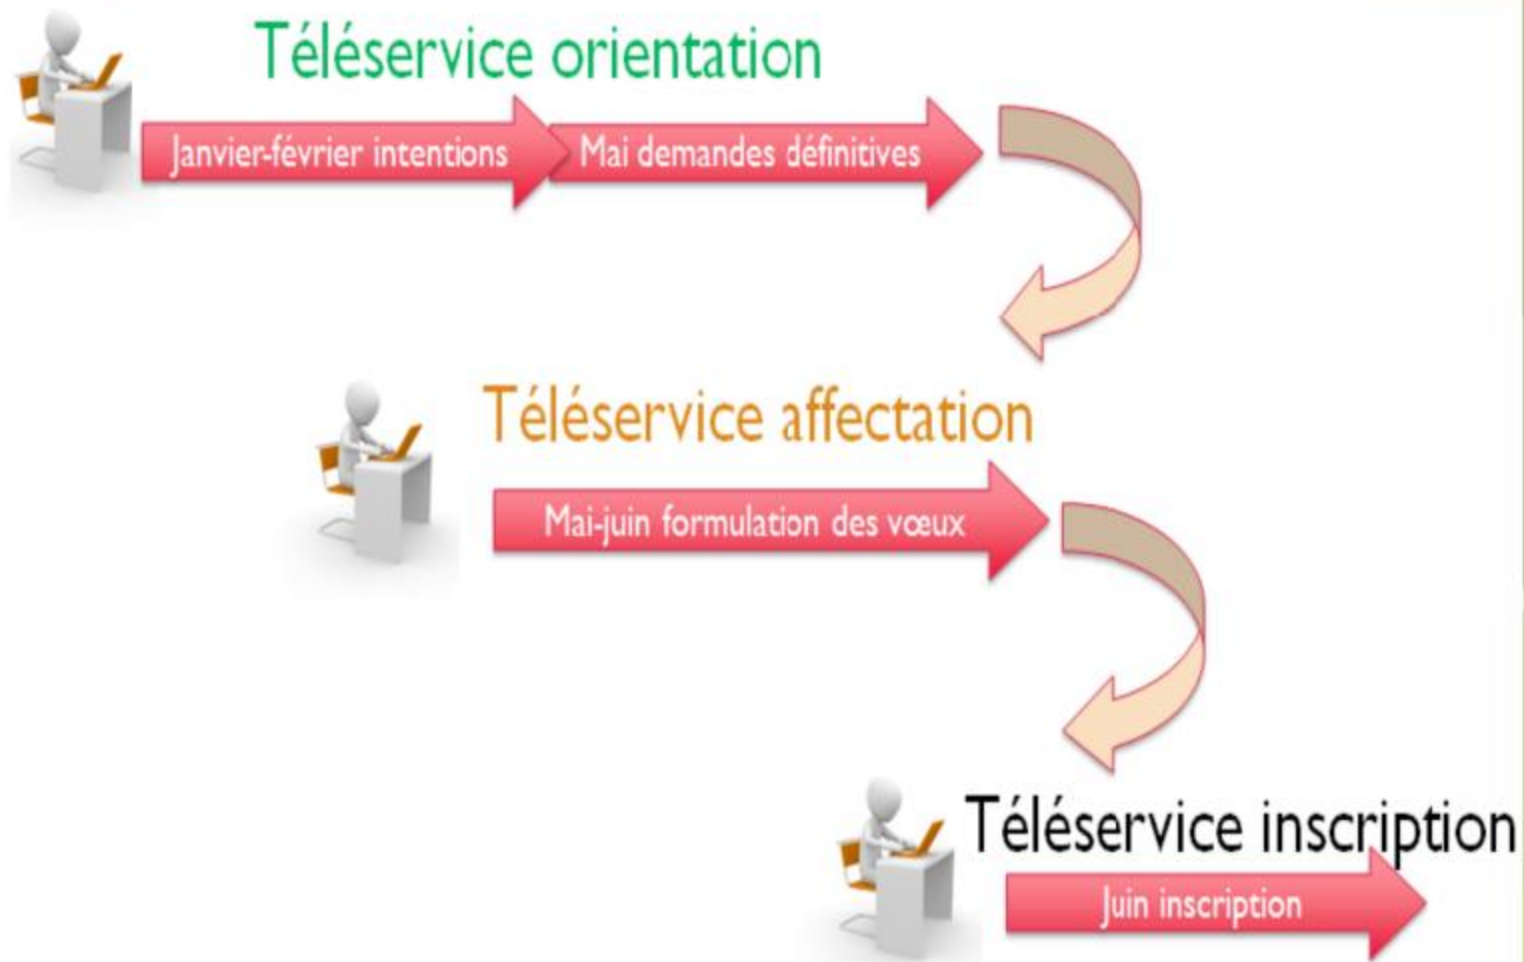 Téléservice orientation
Janvier-février intentions
Mai demandes définitives
Téléservice affectation
Mai-juin formulation des vœux
Téléservice inscription
Juin inscription